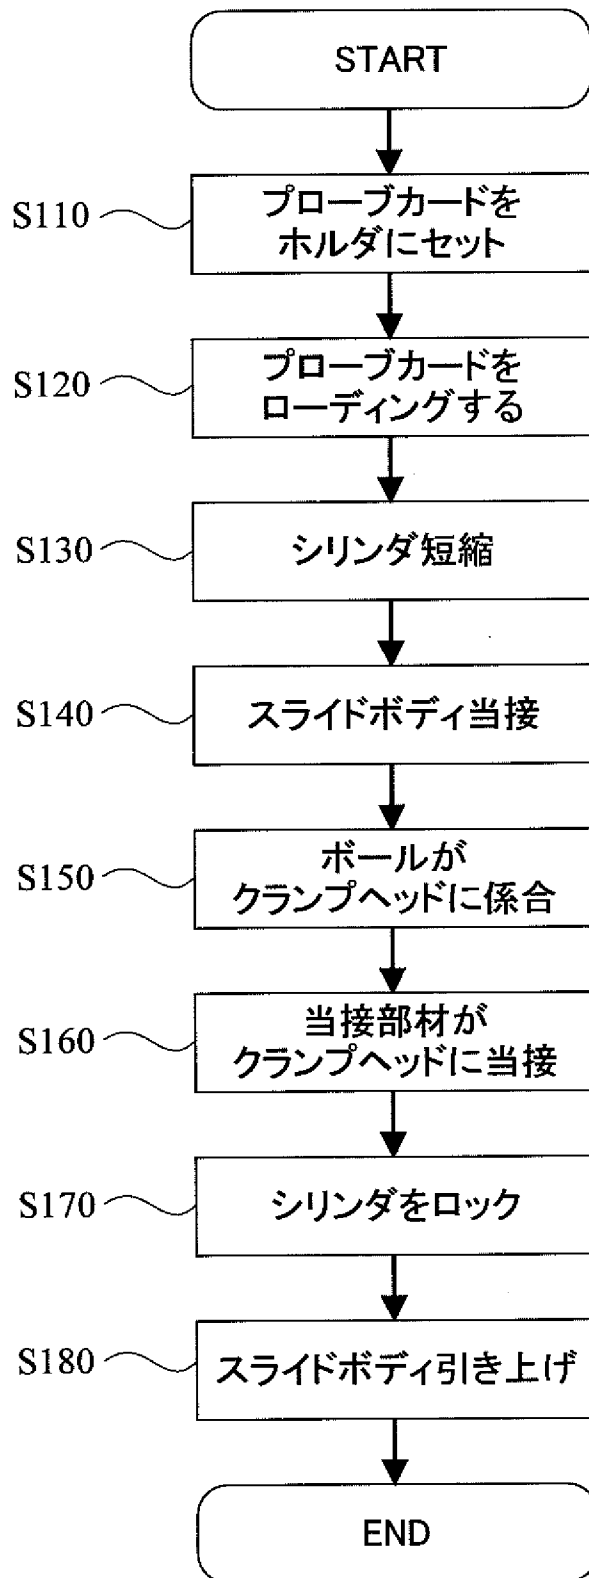 START
S110
プローブカードを
ホルダにセット
S120
プローブカードを
ローディングする
S130
シリンダ短縮
S140
スライドボディ当接
S150
ボールが
クランプヘッドに係合
S160
当接部材が
クランプヘッドに当接
S170
シリンダをロック
S180
スライドボディ引き上げ
END